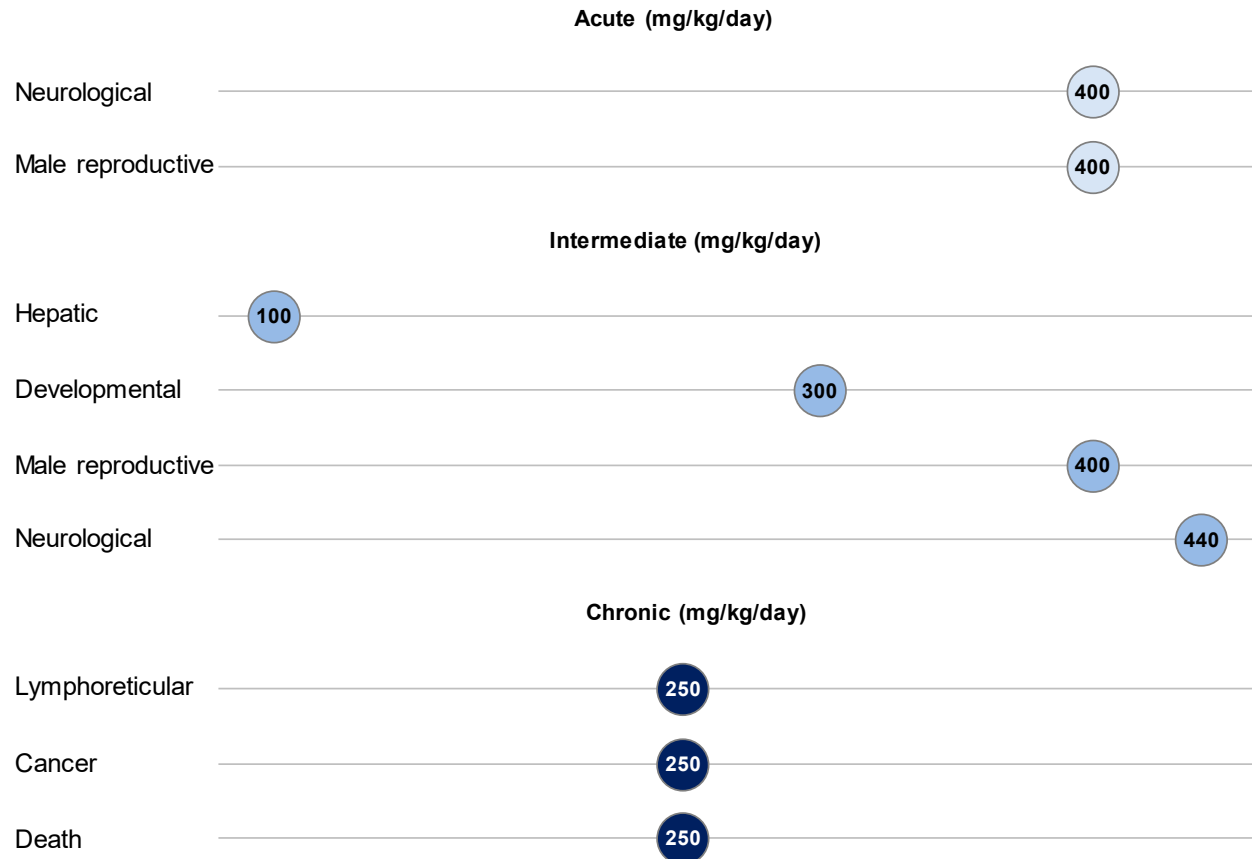 Acute (mg/kg/day)
Neurological 400
Male reproductive 400
Intermediate (mg/kg/day)
Hepatic 100
Developmental 300
Male reproductive 400
Neurological 440
Chronic (mg/kg/day)
Lymphoreticular 250
Cancer 250
Death 250